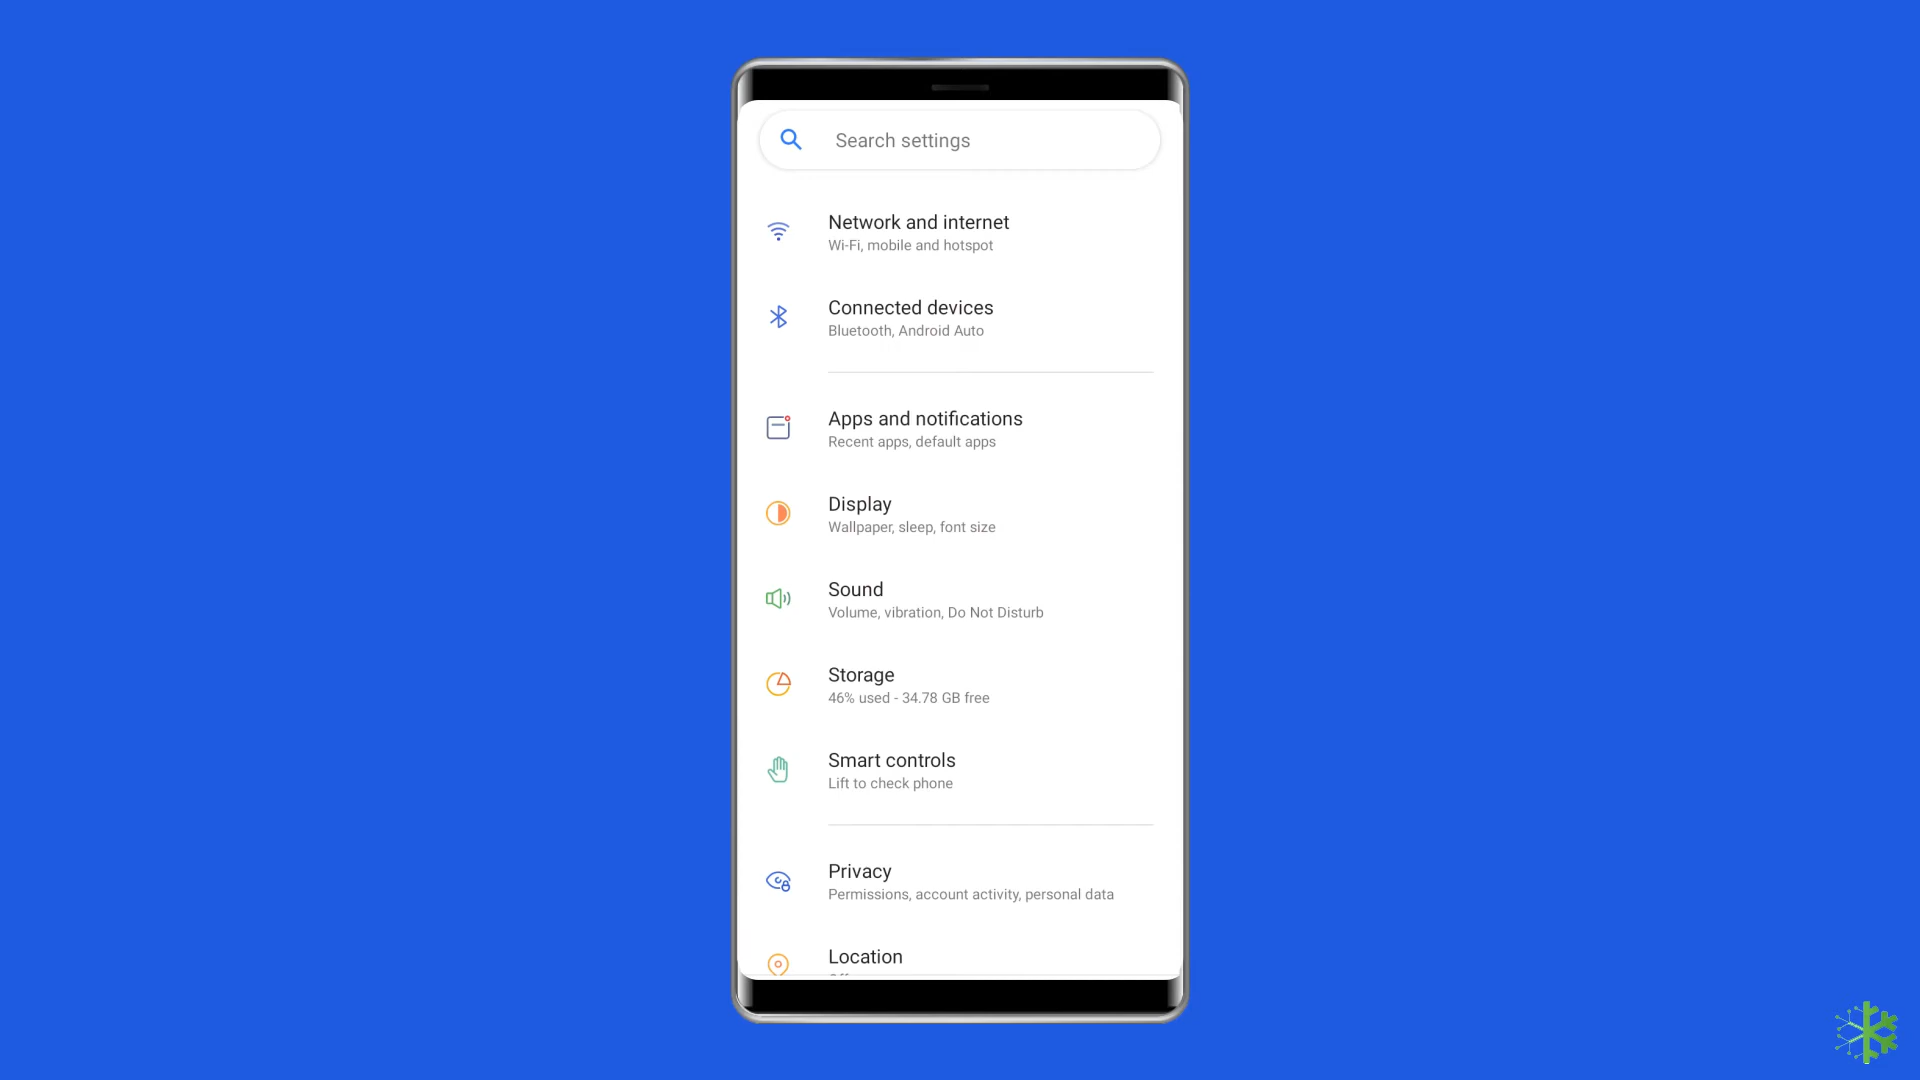 Search settings
Network and internet
Wi-Fi, mobile and hotspot
Connected devices
Bluetooth, Android Auto
Apps and notifications
Recent apps, default apps
Display
Wallpaper, sleep, font size
Sound
Volume, vibration, Do Not Disturb
Storage
46% used - 34.78 GB free
Smart controls
Lift to check phone
Privacy
Permissions, account activity, personal data
Location